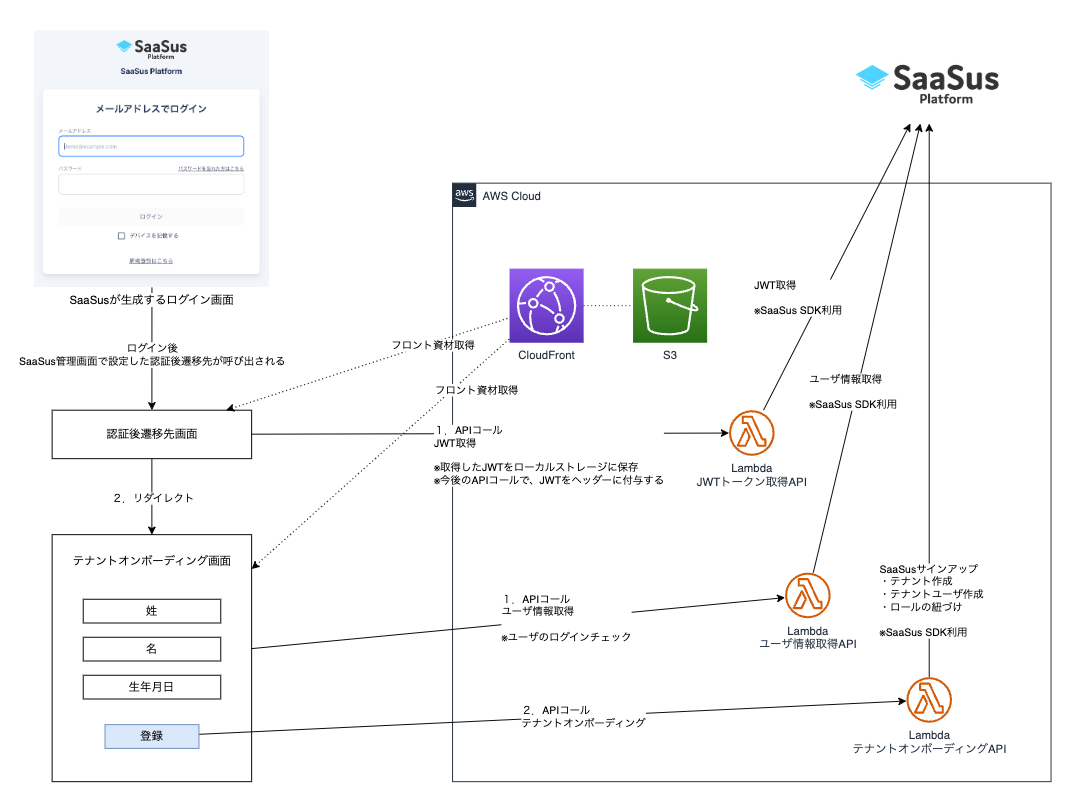 SaaSus
Platform
SaaSus Platform
メールアドレスでログイン
メールアドレス
demo@example.com
パスワード
パスワードを忘れた方はこちら
ログイン
デバイスを記憶する
新規登録はこちら
SaaSusが生成するログイン画面
ログイン後
SaaSus管理画面で設定した認証後遷移先が呼び出される
認証後遷移先画面
2．リダイレクト
テナントオンボーディング画面
姓
名
生年月日
登録
SaaSus
Platform
aws
AWS Cloud
CloudFront
S3
フロント資材取得
フロント資材取得
1．APIコール
JWT取得
※取得したJWTをローカルストレージに保存
※今後のAPIコールで、JWTをヘッダーに付与する
Lambda
JWTトークン取得API
JWT取得
※SaaSus SDK利用
ユーザ情報取得
※SaaSus SDK利用
1．APIコール
ユーザ情報取得
※ユーザのログインチェック
Lambda
ユーザ情報取得API
SaaSusサインアップ
・テナント作成
・テナントユーザ作成
・ロールの紐づけ
※SaaSus SDK利用
2．APIコール
テナントオンボーディング
Lambda
テナントオンボーディングAPI